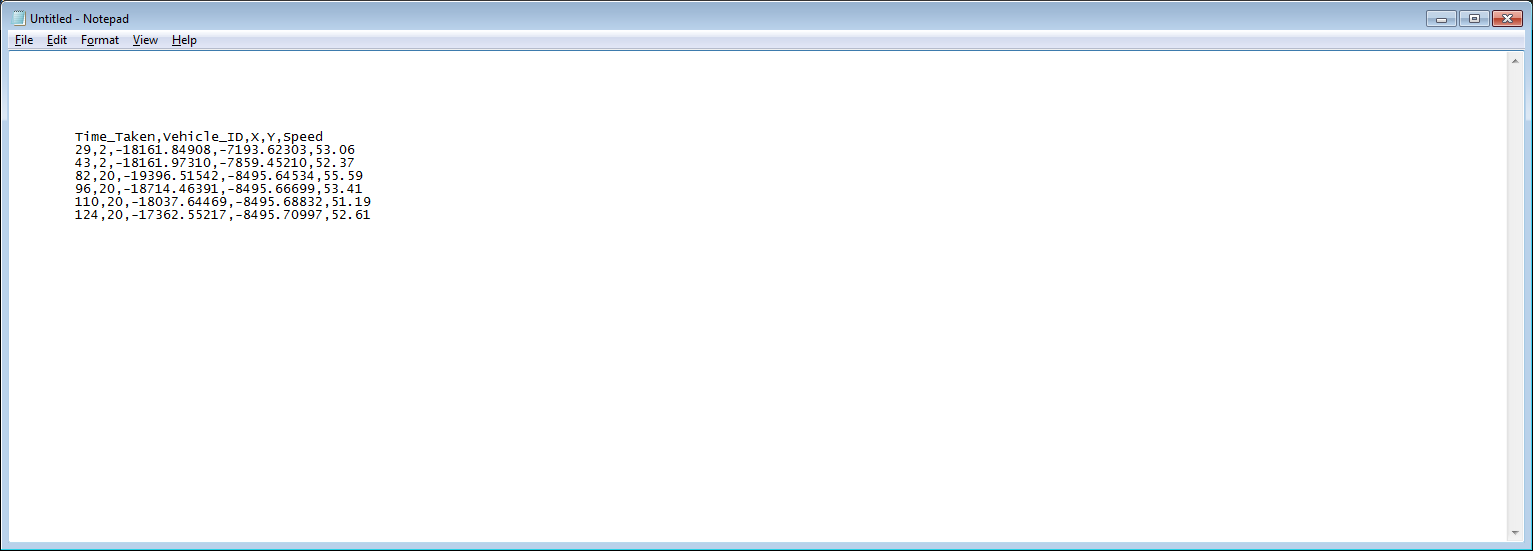 Untitled - Notepad
File Edit Format View Help
Time_Taken,Vehicle_ID,X,Y,Speed
29,2,-18161.84908,-7193.62303,53.06
43,2,-18161.97310,-7859.45210,52.37
82,20,-19396.51542,-8495.64534,55.59
96,20,-18714.46391,-8495.66699,53.41
110,20,-18037.64469,-8495.68832,51.19
124,20,-17362.55217,-8495.70997,52.61